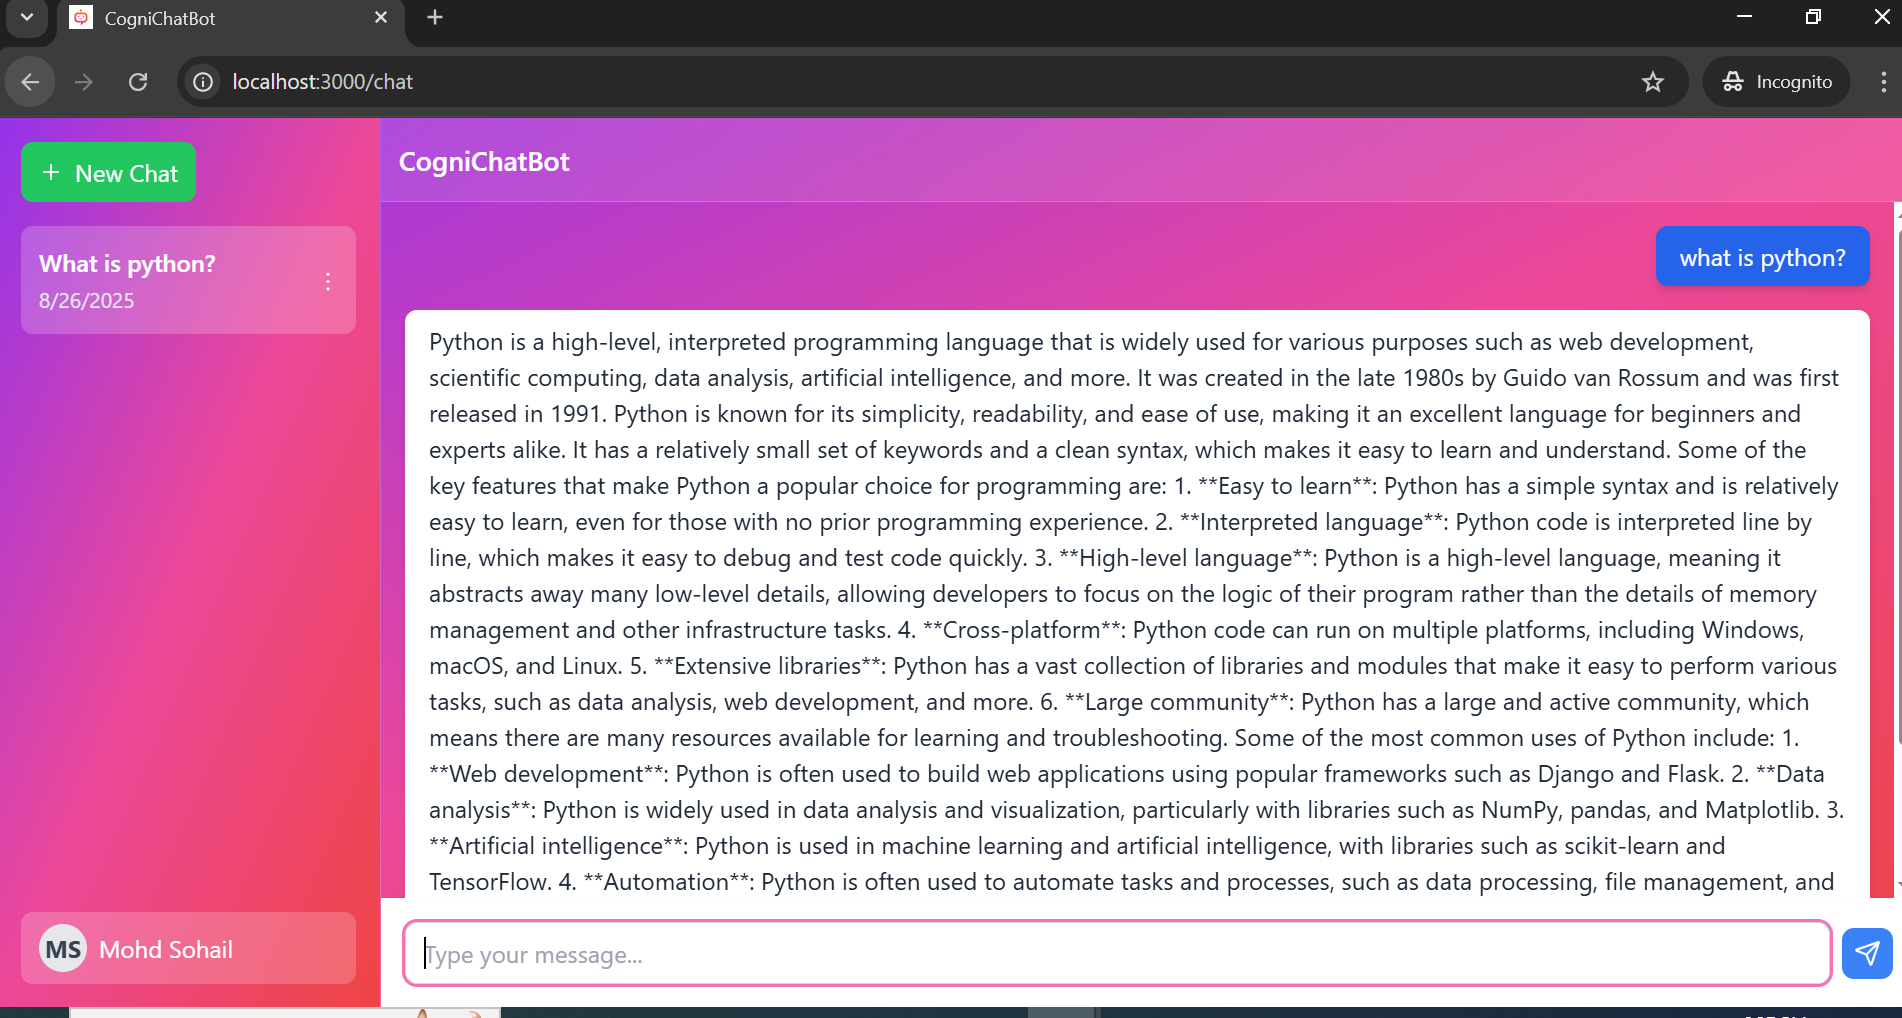 CogniChatBot
localhost:3000/chat
Incognito
+ New Chat
CogniChatBot
What is python?
8/26/2025
what is python?
Python is a high-level, interpreted programming language that is widely used for various purposes such as web development,
scientific computing, data analysis, artificial intelligence, and more. It was created in the late 1980s by Guido van Rossum and was first
released in 1991. Python is known for its simplicity, readability, and ease of use, making it an excellent language for beginners and
experts alike. It has a relatively small set of keywords and a clean syntax, which makes it easy to learn and understand. Some of the
key features that make Python a popular choice for programming are: 1. **Easy to learn**: Python has a simple syntax and is relatively
easy to learn, even for those with no prior programming experience. 2. **Interpreted language**: Python code is interpreted line by
line, which makes it easy to debug and test code quickly. 3. **High-level language**: Python is a high-level language, meaning it
abstracts away many low-level details, allowing developers to focus on the logic of their program rather than the details of memory
management and other infrastructure tasks. 4. **Cross-platform**: Python code can run on multiple platforms, including Windows,
macOS, and Linux. 5. **Extensive libraries**: Python has a vast collection of libraries and modules that make it easy to perform various
tasks, such as data analysis, web development, and more. 6. **Large community**: Python has a large and active community, which
means there are many resources available for learning and troubleshooting. Some of the most common uses of Python include: 1.
**Web development**: Python is often used to build web applications using popular frameworks such as Django and Flask. 2. **Data
analysis**: Python is widely used in data analysis and visualization, particularly with libraries such as NumPy, pandas, and Matplotlib. 3.
**Artificial intelligence**: Python is used in machine learning and artificial intelligence, with libraries such as scikit-learn and
TensorFlow. 4. **Automation**: Python is often used to automate tasks and processes, such as data processing, file management, and
MS Mohd Sohail
Type your message...